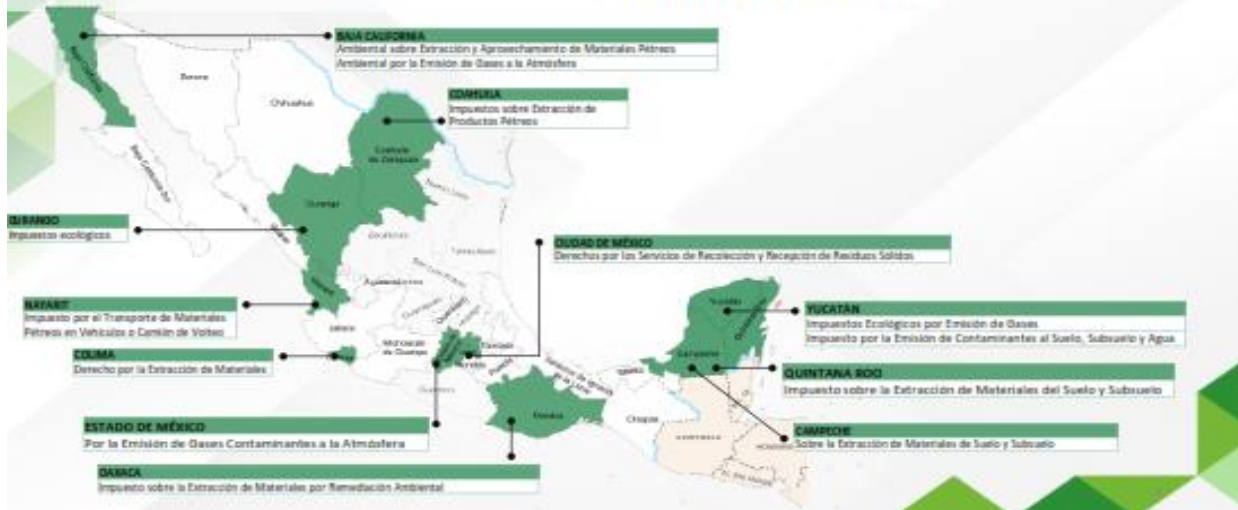 BAJA CALIFORNIA
Ambiental sobre Extracción y Aprovechamiento de Materiales Pétreos
Ambiental por la Emisión de Gases a la Atmósfera
COAHUILA
Impuestos sobre Extracción de
Productos Pétreos
DURANGO
Impuestos ecológicos
CIUDAD DE MÉXICO
Derechos por los Servicios de Recolección y Recepción de Residuos Sólidos
NAYARIT
Impuesto por el Transporte de Materiales
Pétreos en Vehículos o Camión de Volteo
COLIMA
Derecho por la Extracción de Materiales
YUCATÁN
Impuestos Ecológicos por Emisión de Gases
Impuesto por la Emisión de Contaminantes al Suelo, Subsuelo y Agua
QUINTANA ROO
Impuesto sobre la Extracción de Materiales del Suelo y Subsuelo
ESTADO DE MÉXICO
Por la Emisión de Gases Contaminantes a la Atmósfera
CAMPECHE
Sobre la Extracción de Materiales de Suelo y Subsuelo
OAXACA
Impuesto sobre la Extracción de Materiales por Remediación Ambiental
Baja California Sur
Sonora
Chihuahua
Coahuila
de Zaragoza
Durango
Aguascalientes
Jalisco
Michoacán
de Ocampo
Puebla
Oaxaca
Chiapas
Campeche
Yucatán